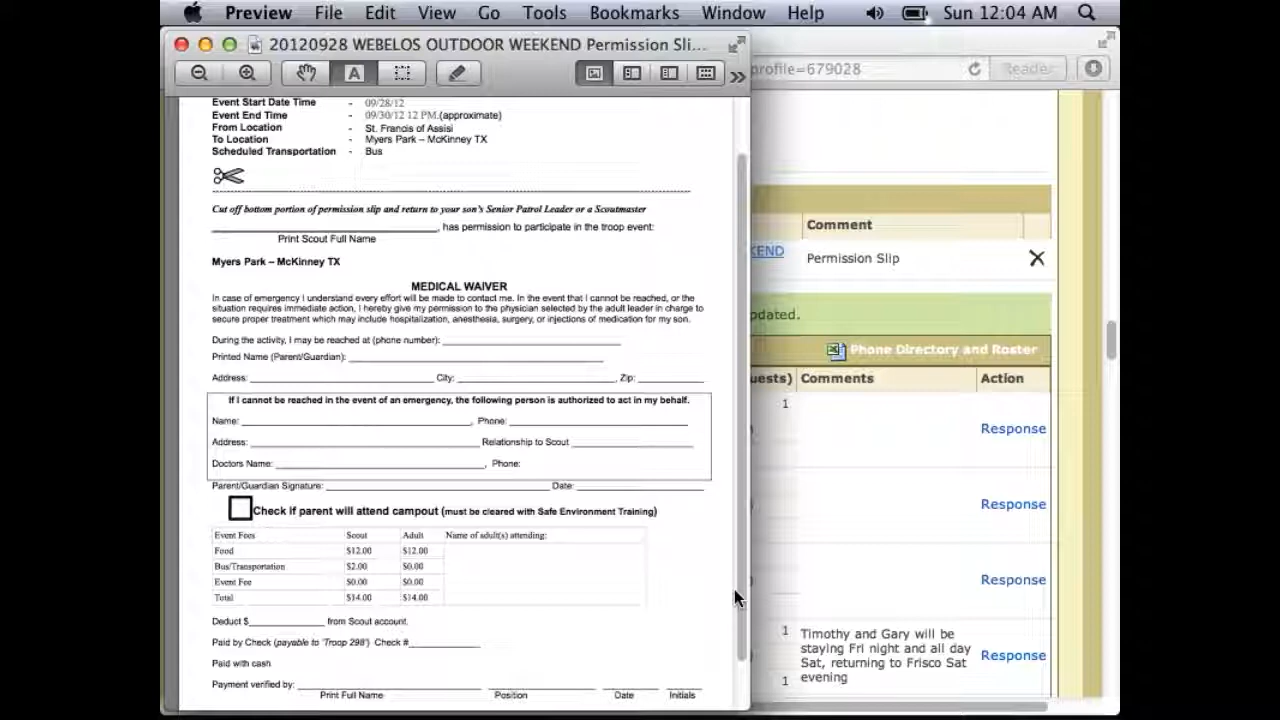 Preview File Edit View Go Tools Bookmarks Window Help Sun 12:04 AM
20120928 WEBELOS OUTDOOR WEEKEND Permission Sli...
Event Start Date Time - 09/28/12
Event End Time - 09/30/12 12 PM.(approximate)
From Location - St. Francis of Assisi
To Location - Myers Park – McKinney TX
Scheduled Transportation - Bus
Cut off bottom portion of permission slip and return to your son's Senior Patrol Leader or a Scoutmaster
, has permission to participate in the troop event:
Print Scout Full Name
Myers Park – McKinney TX
MEDICAL WAIVER
In case of emergency I understand every effort will be made to contact me. In the event that I cannot be reached, or the
situation requires immediate action, I hereby give my permission to the physician selected by the adult leader in charge to
secure proper treatment which may include hospitalization, anesthesia, surgery, or injections of medication for my son.
During the activity, I may be reached at (phone number):
Printed Name (Parent/Guardian):
Address: City: , Zip:
If I cannot be reached in the event of an emergency, the following person is authorized to act in my behalf.
Name: , Phone:
Address: Relationship to Scout
Doctors Name: , Phone:
Parent/Guardian Signature: Date:
Check if parent will attend campout (must be cleared with Safe Environment Training)
Event Fees Scout Adult Name of adult(s) attending:
Food $12.00 $12.00
Bus/Transportation $2.00 $0.00
Event Fee $0.00 $0.00
Total $14.00 $14.00
Deduct $ from Scout account.
Paid by Check (payable to 'Troop 298') Check #
Paid with cash
Payment verified by:
Print Full Name Position Date Initials
profile=679028 Reader
Comment
KEND Permission Slip
pdated.
Phone Directory and Roster
uests) Comments Action
1
Response
Response
Response
1 Timothy and Gary will be
staying Fri night and all day
Sat, returning to Frisco Sat
evening
Response
1